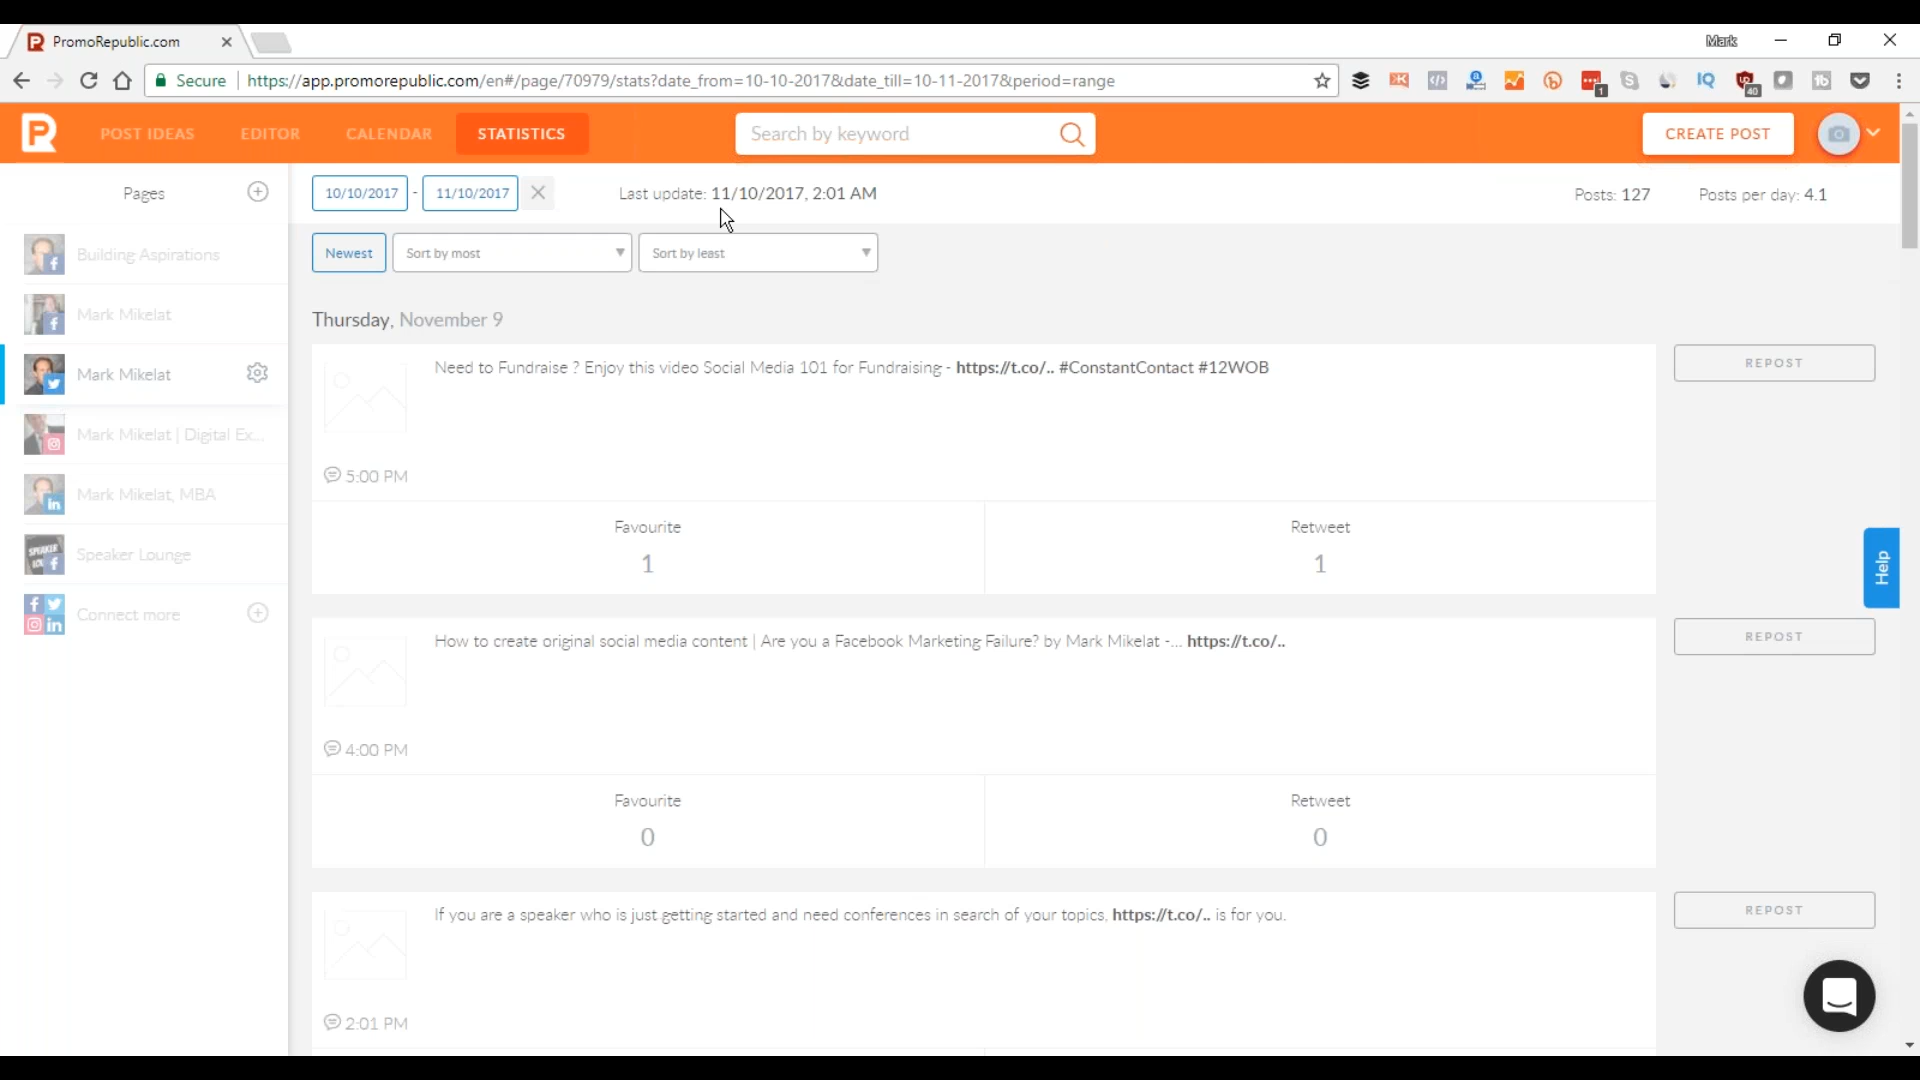 PromoRepublic.com
Mark
Secure
https://app.promorepublic.com/en#/page/70979/stats?date_from=10-10-2017&date_till=10-11-2017&period=range
POST IDEAS
EDITOR
CALENDAR
STATISTICS
Search by keyword
CREATE POST
Pages
10/10/2017 - 11/10/2017
Last update: 11/10/2017, 2:01 AM
Posts: 127
Posts per day: 4.1
Newest
Sort by most
Sort by least
Building Aspirations
Mark Mikelat
Mark Mikelat
Mark Mikelat | Digital Ex...
Mark Mikelat, MBA
Speaker Lounge
Connect more
Thursday, November 9
Need to Fundraise ? Enjoy this video Social Media 101 for Fundraising - https://t.co/.. #ConstantContact #12WOB
REPOST
5:00 PM
Favourite
1
Retweet
1
How to create original social media content | Are you a Facebook Marketing Failure? by Mark Mikelat -... https://t.co/..
REPOST
4:00 PM
Favourite
0
Retweet
0
If you are a speaker who is just getting started and need conferences in search of your topics, https://t.co/.. is for you.
REPOST
2:01 PM
Help